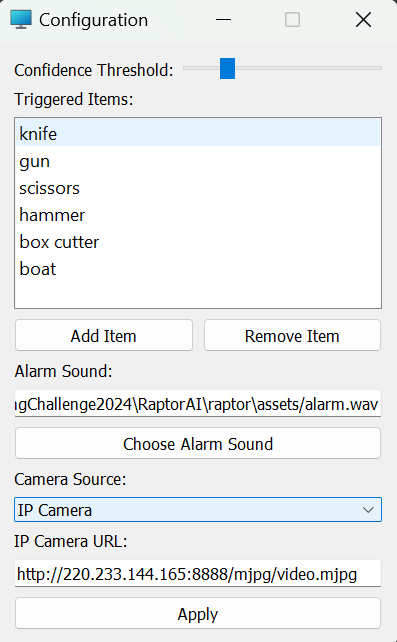 Configuration
Confidence Threshold:
Triggered Items:
knife
gun
scissors
hammer
box cutter
boat
Add Item Remove Item
Alarm Sound:
ngChallenge2024\RaptorAI\raptor\assets/alarm.wav
Choose Alarm Sound
Camera Source:
IP Camera
IP Camera URL:
http://220.233.144.165:8888/mjpg/video.mjpg
Apply